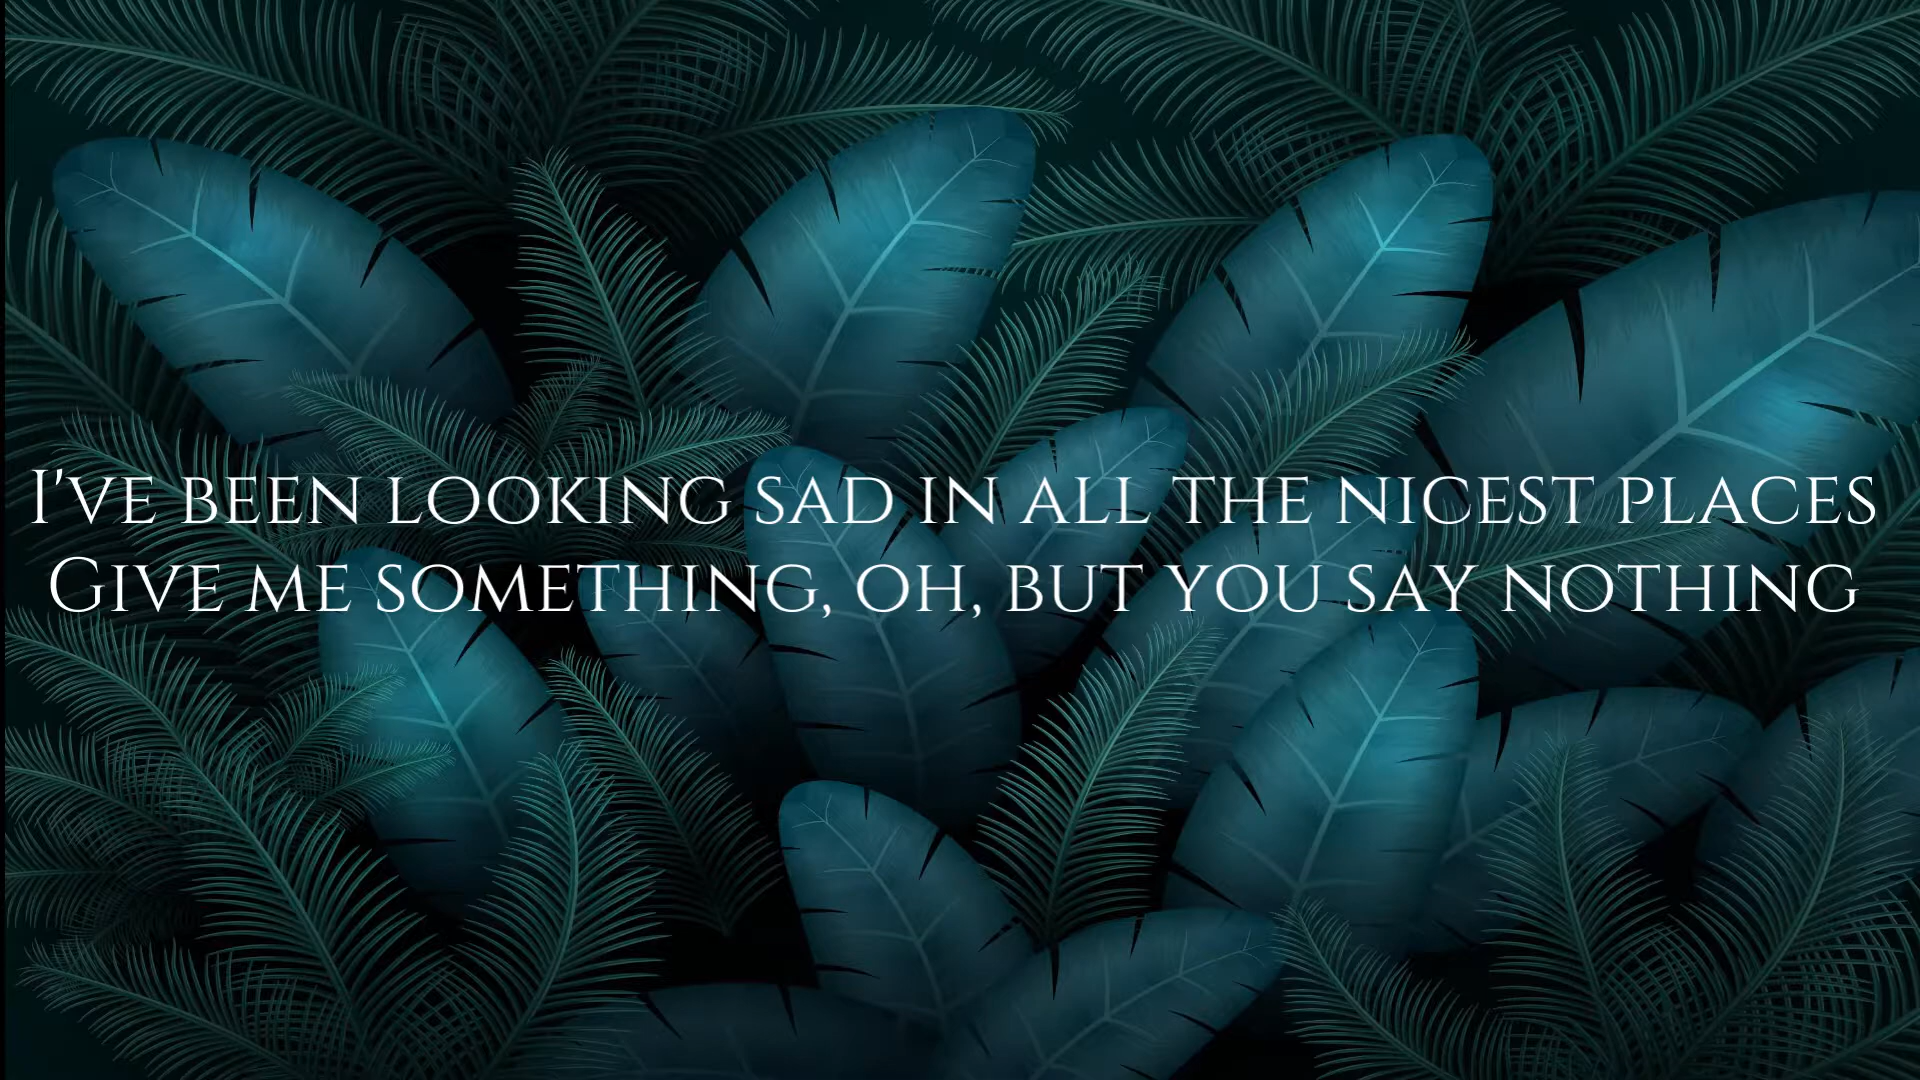 I've been looking sad in all the nicest places
Give me something, oh, but you say nothing